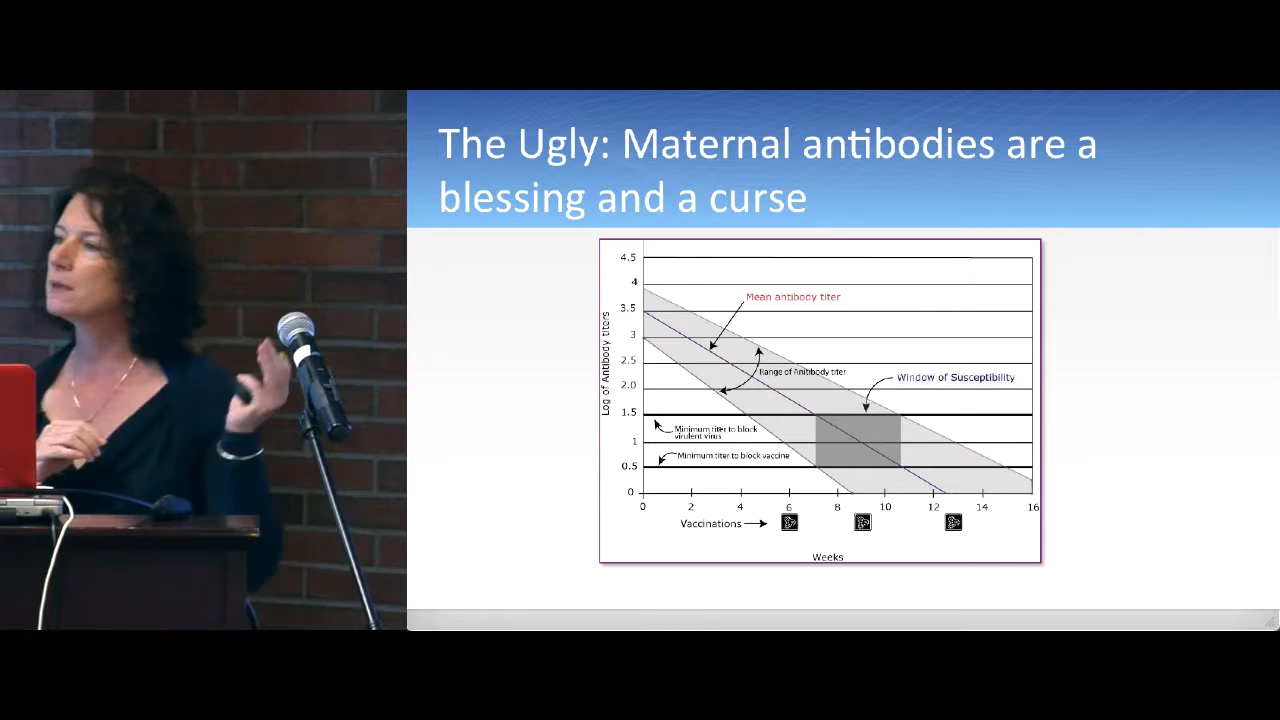 The Ugly: Maternal antibodies are a
blessing and a curse
4.5
4
3.5
3
2.5
2.0
1.5
1
0.5
0
Log of Antibody titers
Mean antibody titer
Range of Antibody titer
Window of Susceptibility
Minimum titer to block
virulent virus
Minimum titer to block vaccine
0 2 4 6 8 10 12 14 16
Vaccinations
Weeks